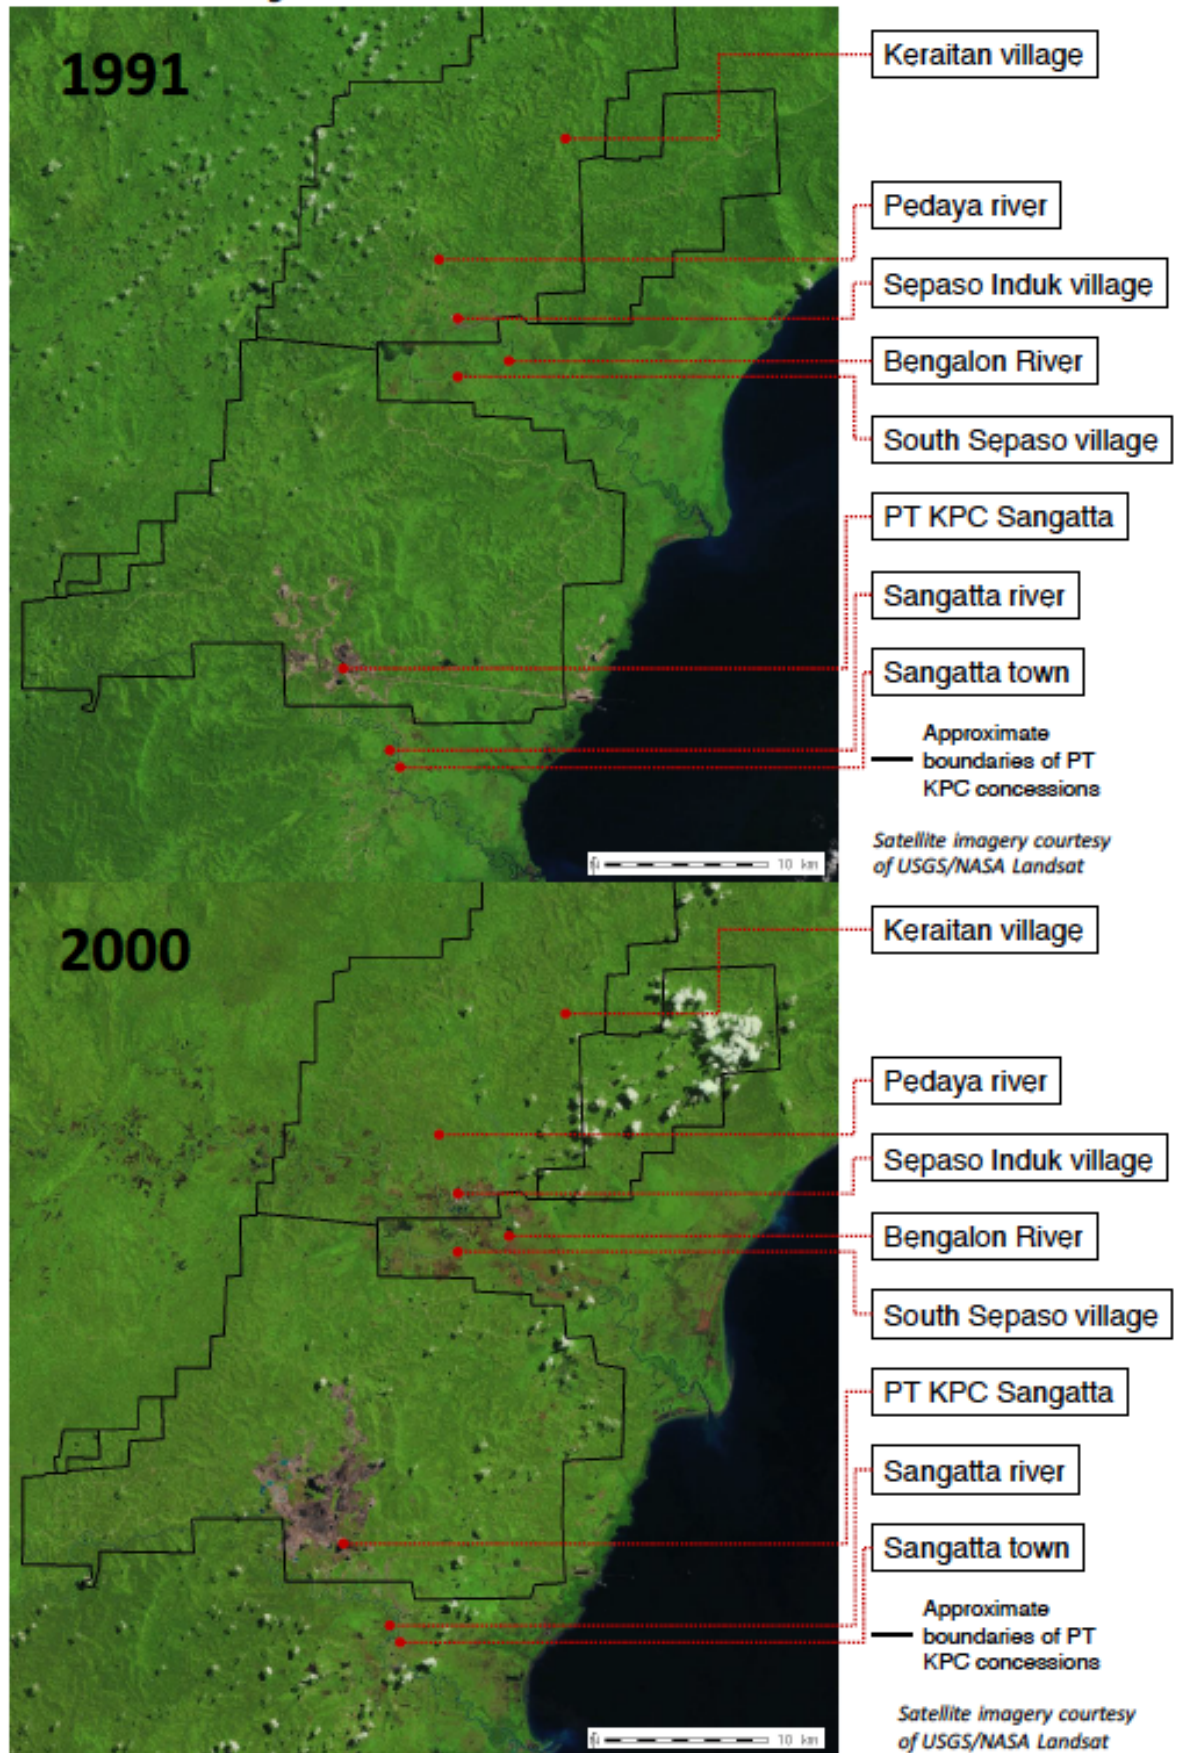 1991
Keraitan village
Pedaya river
Sepaso Induk village
Bengalon River
South Sepaso village
PT KPC Sangatta
Sangatta river
Sangatta town
Approximate
boundaries of PT
KPC concessions
Satellite imagery courtesy
of USGS/NASA Landsat
10 km
2000
Keraitan village
Pedaya river
Sepaso Induk village
Bengalon River
South Sepaso village
PT KPC Sangatta
Sangatta river
Sangatta town
Approximate
boundaries of PT
KPC concessions
Satellite imagery courtesy
of USGS/NASA Landsat
10 km